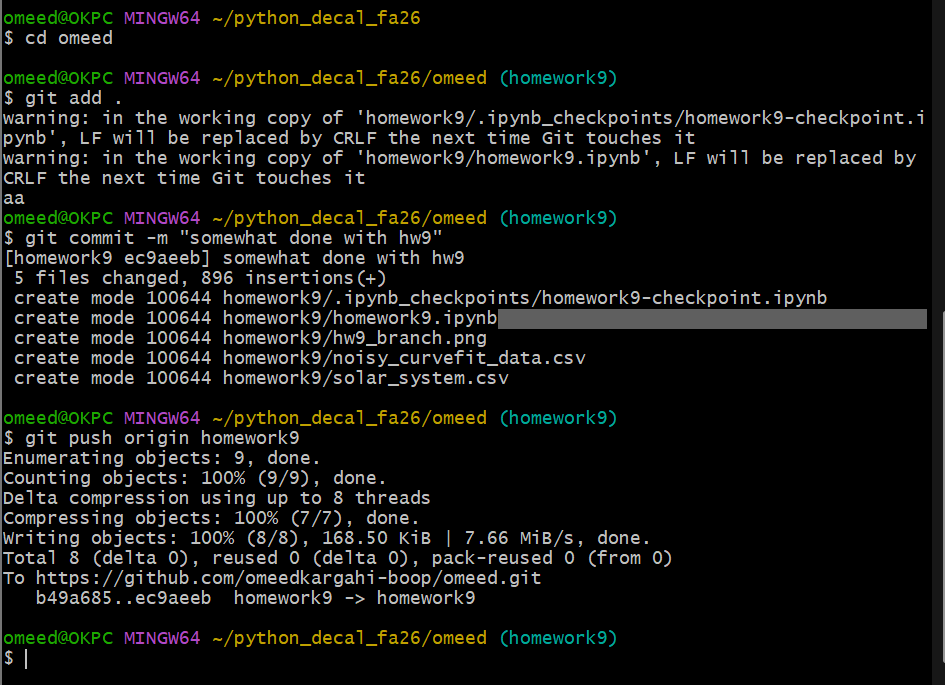 omeed@OKPC MINGW64 ~/python_decal_fa26
$ cd omeed
omeed@OKPC MINGW64 ~/python_decal_fa26/omeed (homework9)
$ git add .
warning: in the working copy of 'homework9/.ipynb_checkpoints/homework9-checkpoint.i
pynb', LF will be replaced by CRLF the next time Git touches it
warning: in the working copy of 'homework9/homework9.ipynb', LF will be replaced by
CRLF the next time Git touches it
aa
omeed@OKPC MINGW64 ~/python_decal_fa26/omeed (homework9)
$ git commit -m "somewhat done with hw9"
[homework9 ec9aeeb] somewhat done with hw9
 5 files changed, 896 insertions(+)
 create mode 100644 homework9/.ipynb_checkpoints/homework9-checkpoint.ipynb
 create mode 100644 homework9/homework9.ipynb
 create mode 100644 homework9/hw9_branch.png
 create mode 100644 homework9/noisy_curvefit_data.csv
 create mode 100644 homework9/solar_system.csv
omeed@OKPC MINGW64 ~/python_decal_fa26/omeed (homework9)
$ git push origin homework9
Enumerating objects: 9, done.
Counting objects: 100% (9/9), done.
Delta compression using up to 8 threads
Compressing objects: 100% (7/7), done.
Writing objects: 100% (8/8), 168.50 KiB | 7.66 MiB/s, done.
Total 8 (delta 0), reused 0 (delta 0), pack-reused 0 (from 0)
To https://github.com/omeedkargahi-boop/omeed.git
   b49a685..ec9aeeb  homework9 -> homework9
omeed@OKPC MINGW64 ~/python_decal_fa26/omeed (homework9)
$